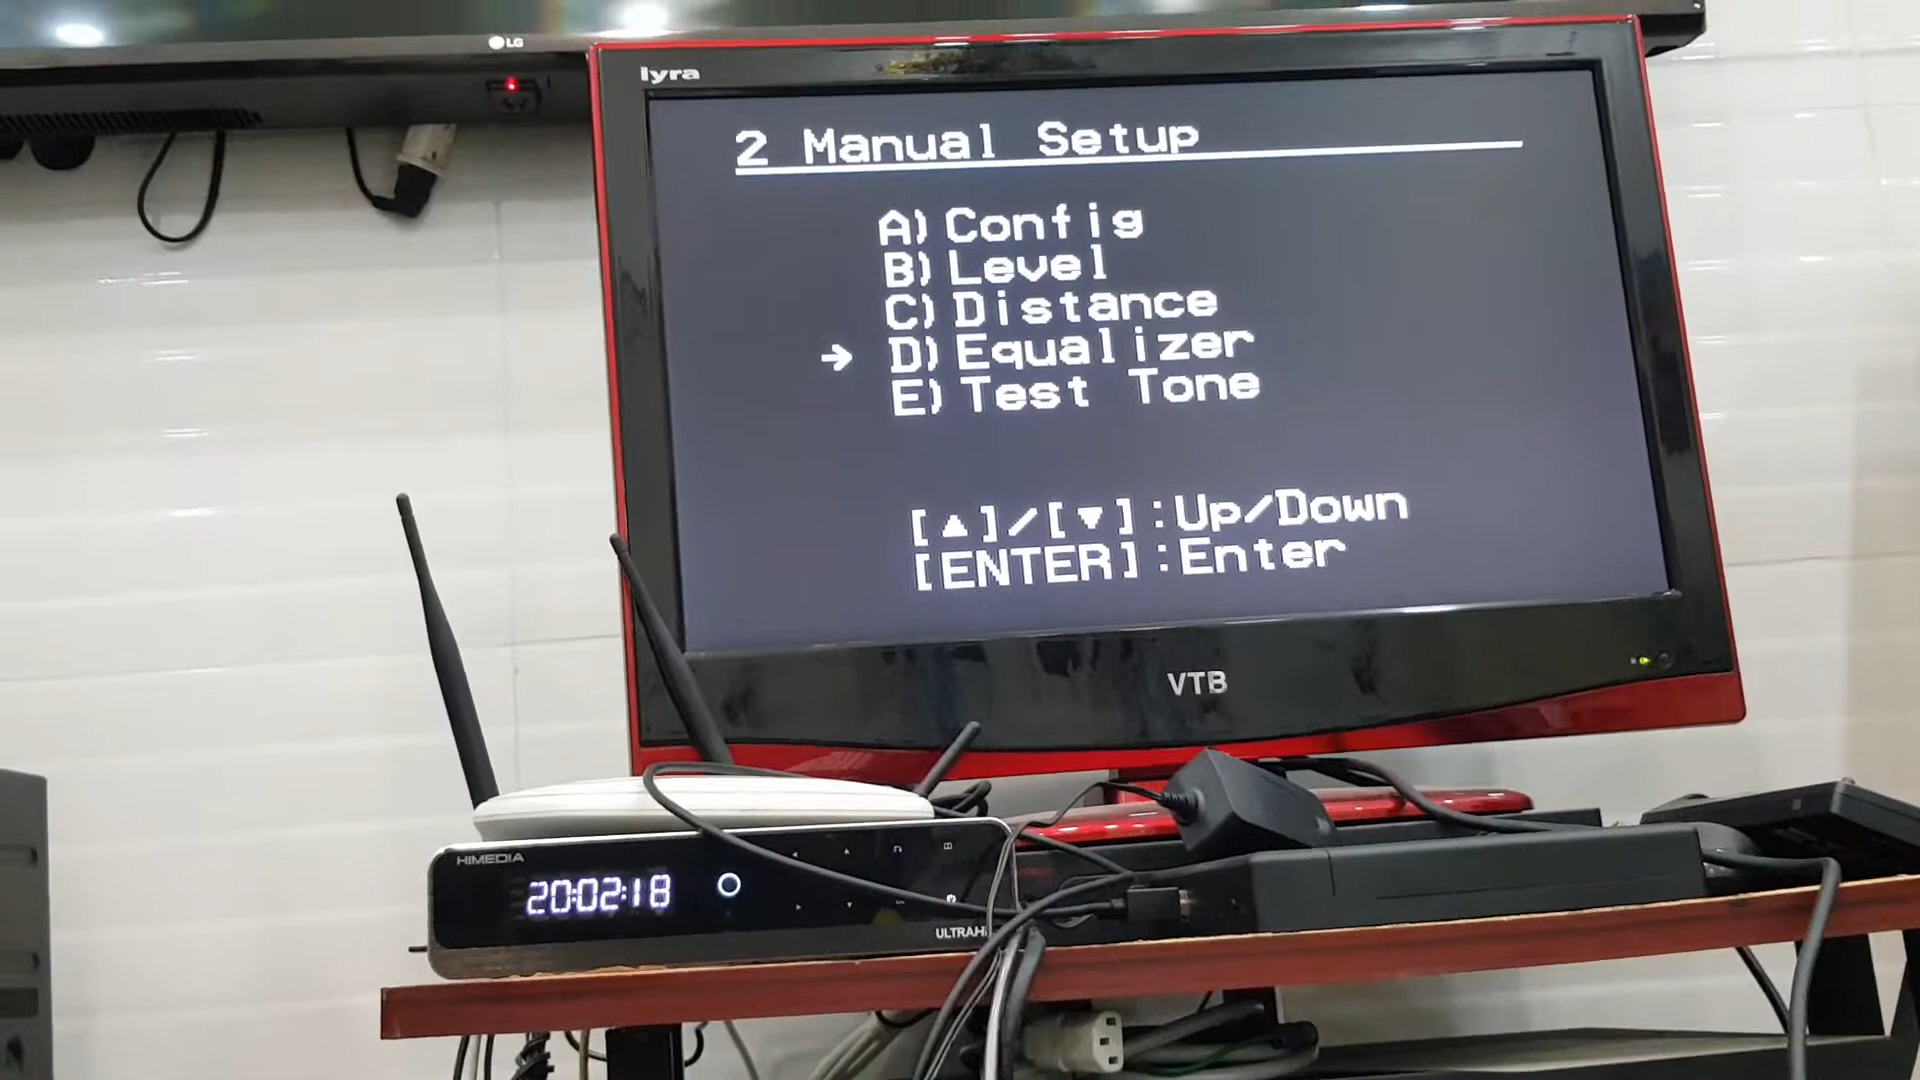 LG
lyra
2 Manual Setup
A) Config
B) Level
C) Distance
→ D) Equalizer
E) Test Tone
[▲]/[▼]:Up/Down
[ENTER]:Enter
VTB
HIMEDIA
20:02:18